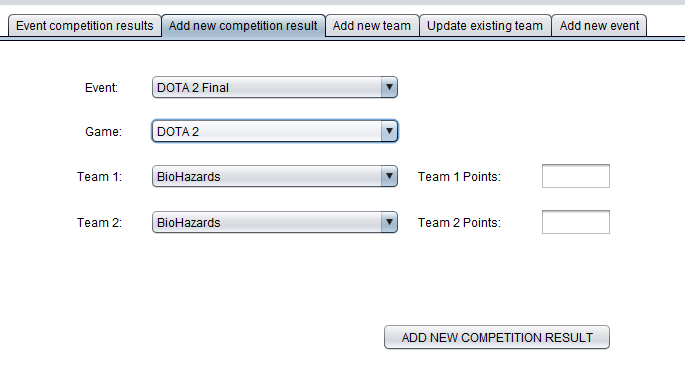 Event competition results Add new competition result Add new team Update existing team Add new event
Event: DOTA 2 Final
Game: DOTA 2
Team 1: BioHazards Team 1 Points:
Team 2: BioHazards Team 2 Points:
ADD NEW COMPETITION RESULT